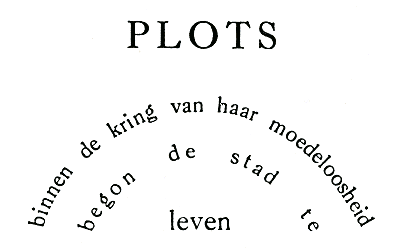 PLOTS
binnen de kring van haar moedeloosheid
begon de stad te
leven